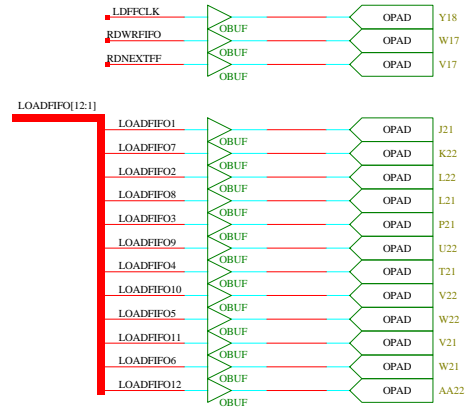 LDFFCLK OBUF OPAD Y18
RDWRFIFO OBUF OPAD W17
RDNEXTFF OBUF OPAD V17
LOADFIFO[12:1]
LOADFIFO1 OBUF OPAD J21
LOADFIFO7 OBUF OPAD K22
LOADFIFO2 OBUF OPAD L22
LOADFIFO8 OBUF OPAD L21
LOADFIFO3 OBUF OPAD P21
LOADFIFO9 OBUF OPAD U22
LOADFIFO4 OBUF OPAD T21
LOADFIFO10 OBUF OPAD V22
LOADFIFO5 OBUF OPAD W22
LOADFIFO11 OBUF OPAD V21
LOADFIFO6 OBUF OPAD W21
LOADFIFO12 OBUF OPAD AA22